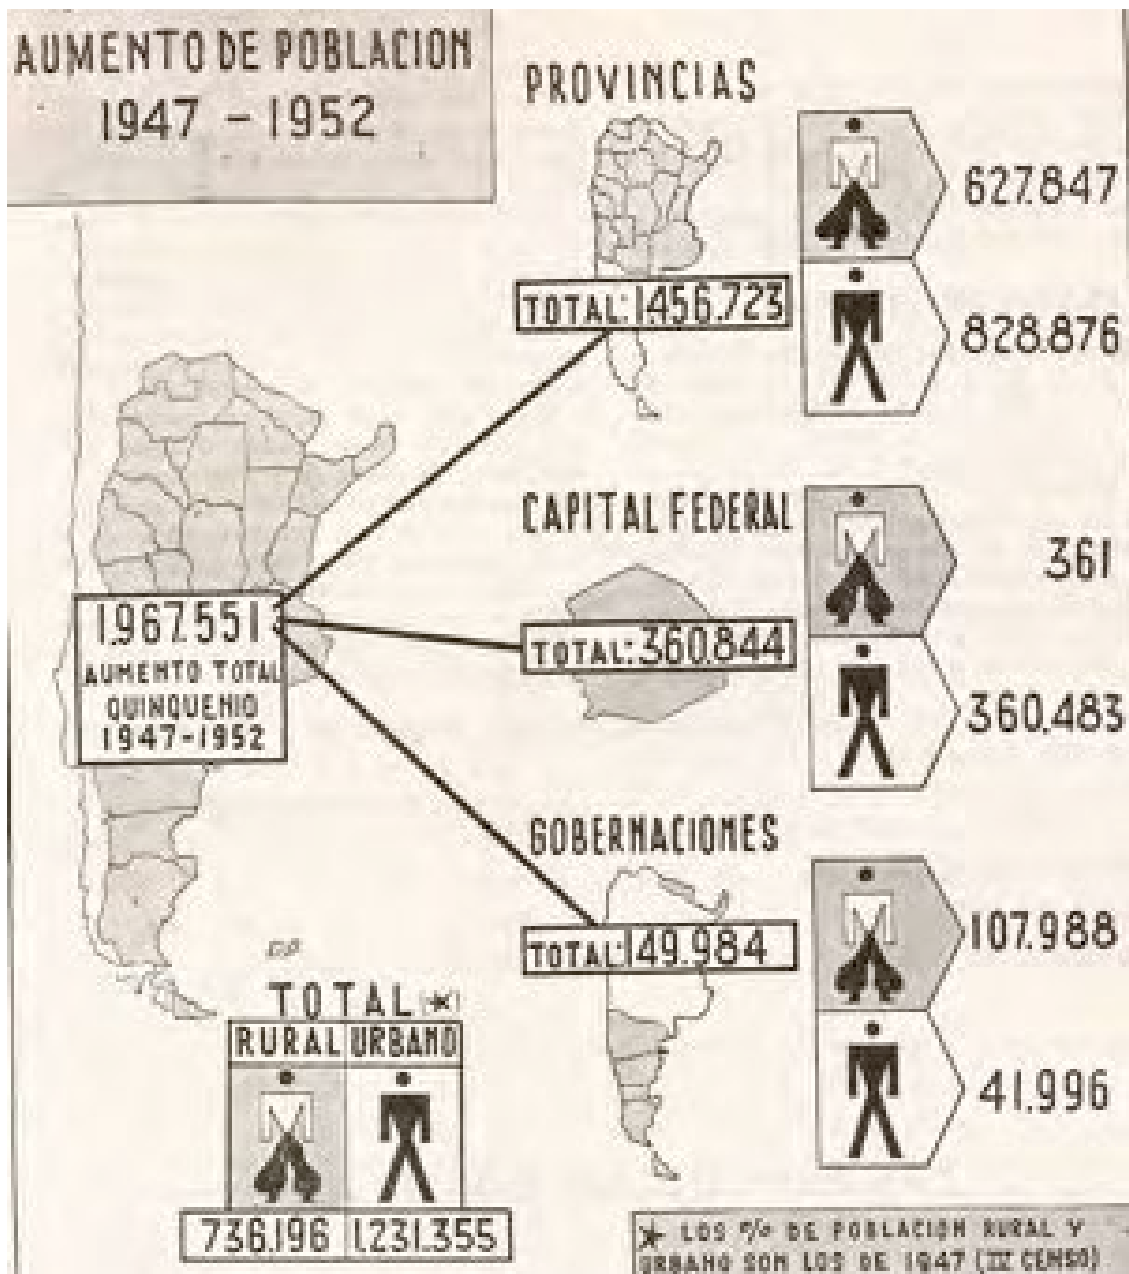 AUMENTO DE POBLACION
1947 - 1952
PROVINCIAS
627.847
TOTAL: 1.456.723
828.876
CAPITAL FEDERAL
361
TOTAL: 360.844
360.483
1.967.551
AUMENTO TOTAL
QUINQUENIO
1947-1952
GOBERNACIONES
107.988
TOTAL: 149.984
41.996
TOTAL (*)
RURAL URBANO
736.196 1.231.355
* LOS % DE POBLACION RURAL Y
URBANO SON LOS DE 1947 (IV CENSO)